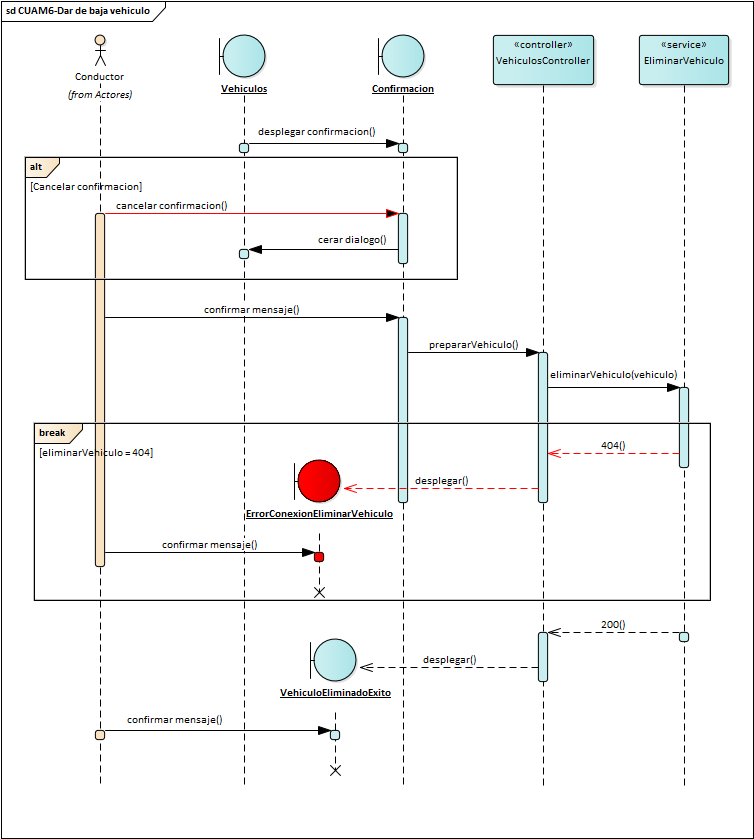 sd CUAM6-Dar de baja vehiculo
Conductor
(from Actores)
Vehiculos
Confirmacion
«controller»
VehiculosController
«service»
EliminarVehiculo
desplegar confirmacion()
alt
[Cancelar confirmacion]
cancelar confirmacion()
cerar dialogo()
confirmar mensaje()
prepararVehiculo()
eliminarVehiculo(vehiculo)
break
[eliminarVehiculo = 404]
404()
desplegar()
ErrorConexionEliminarVehiculo
confirmar mensaje()
200()
desplegar()
VehiculoEliminadoExito
confirmar mensaje()